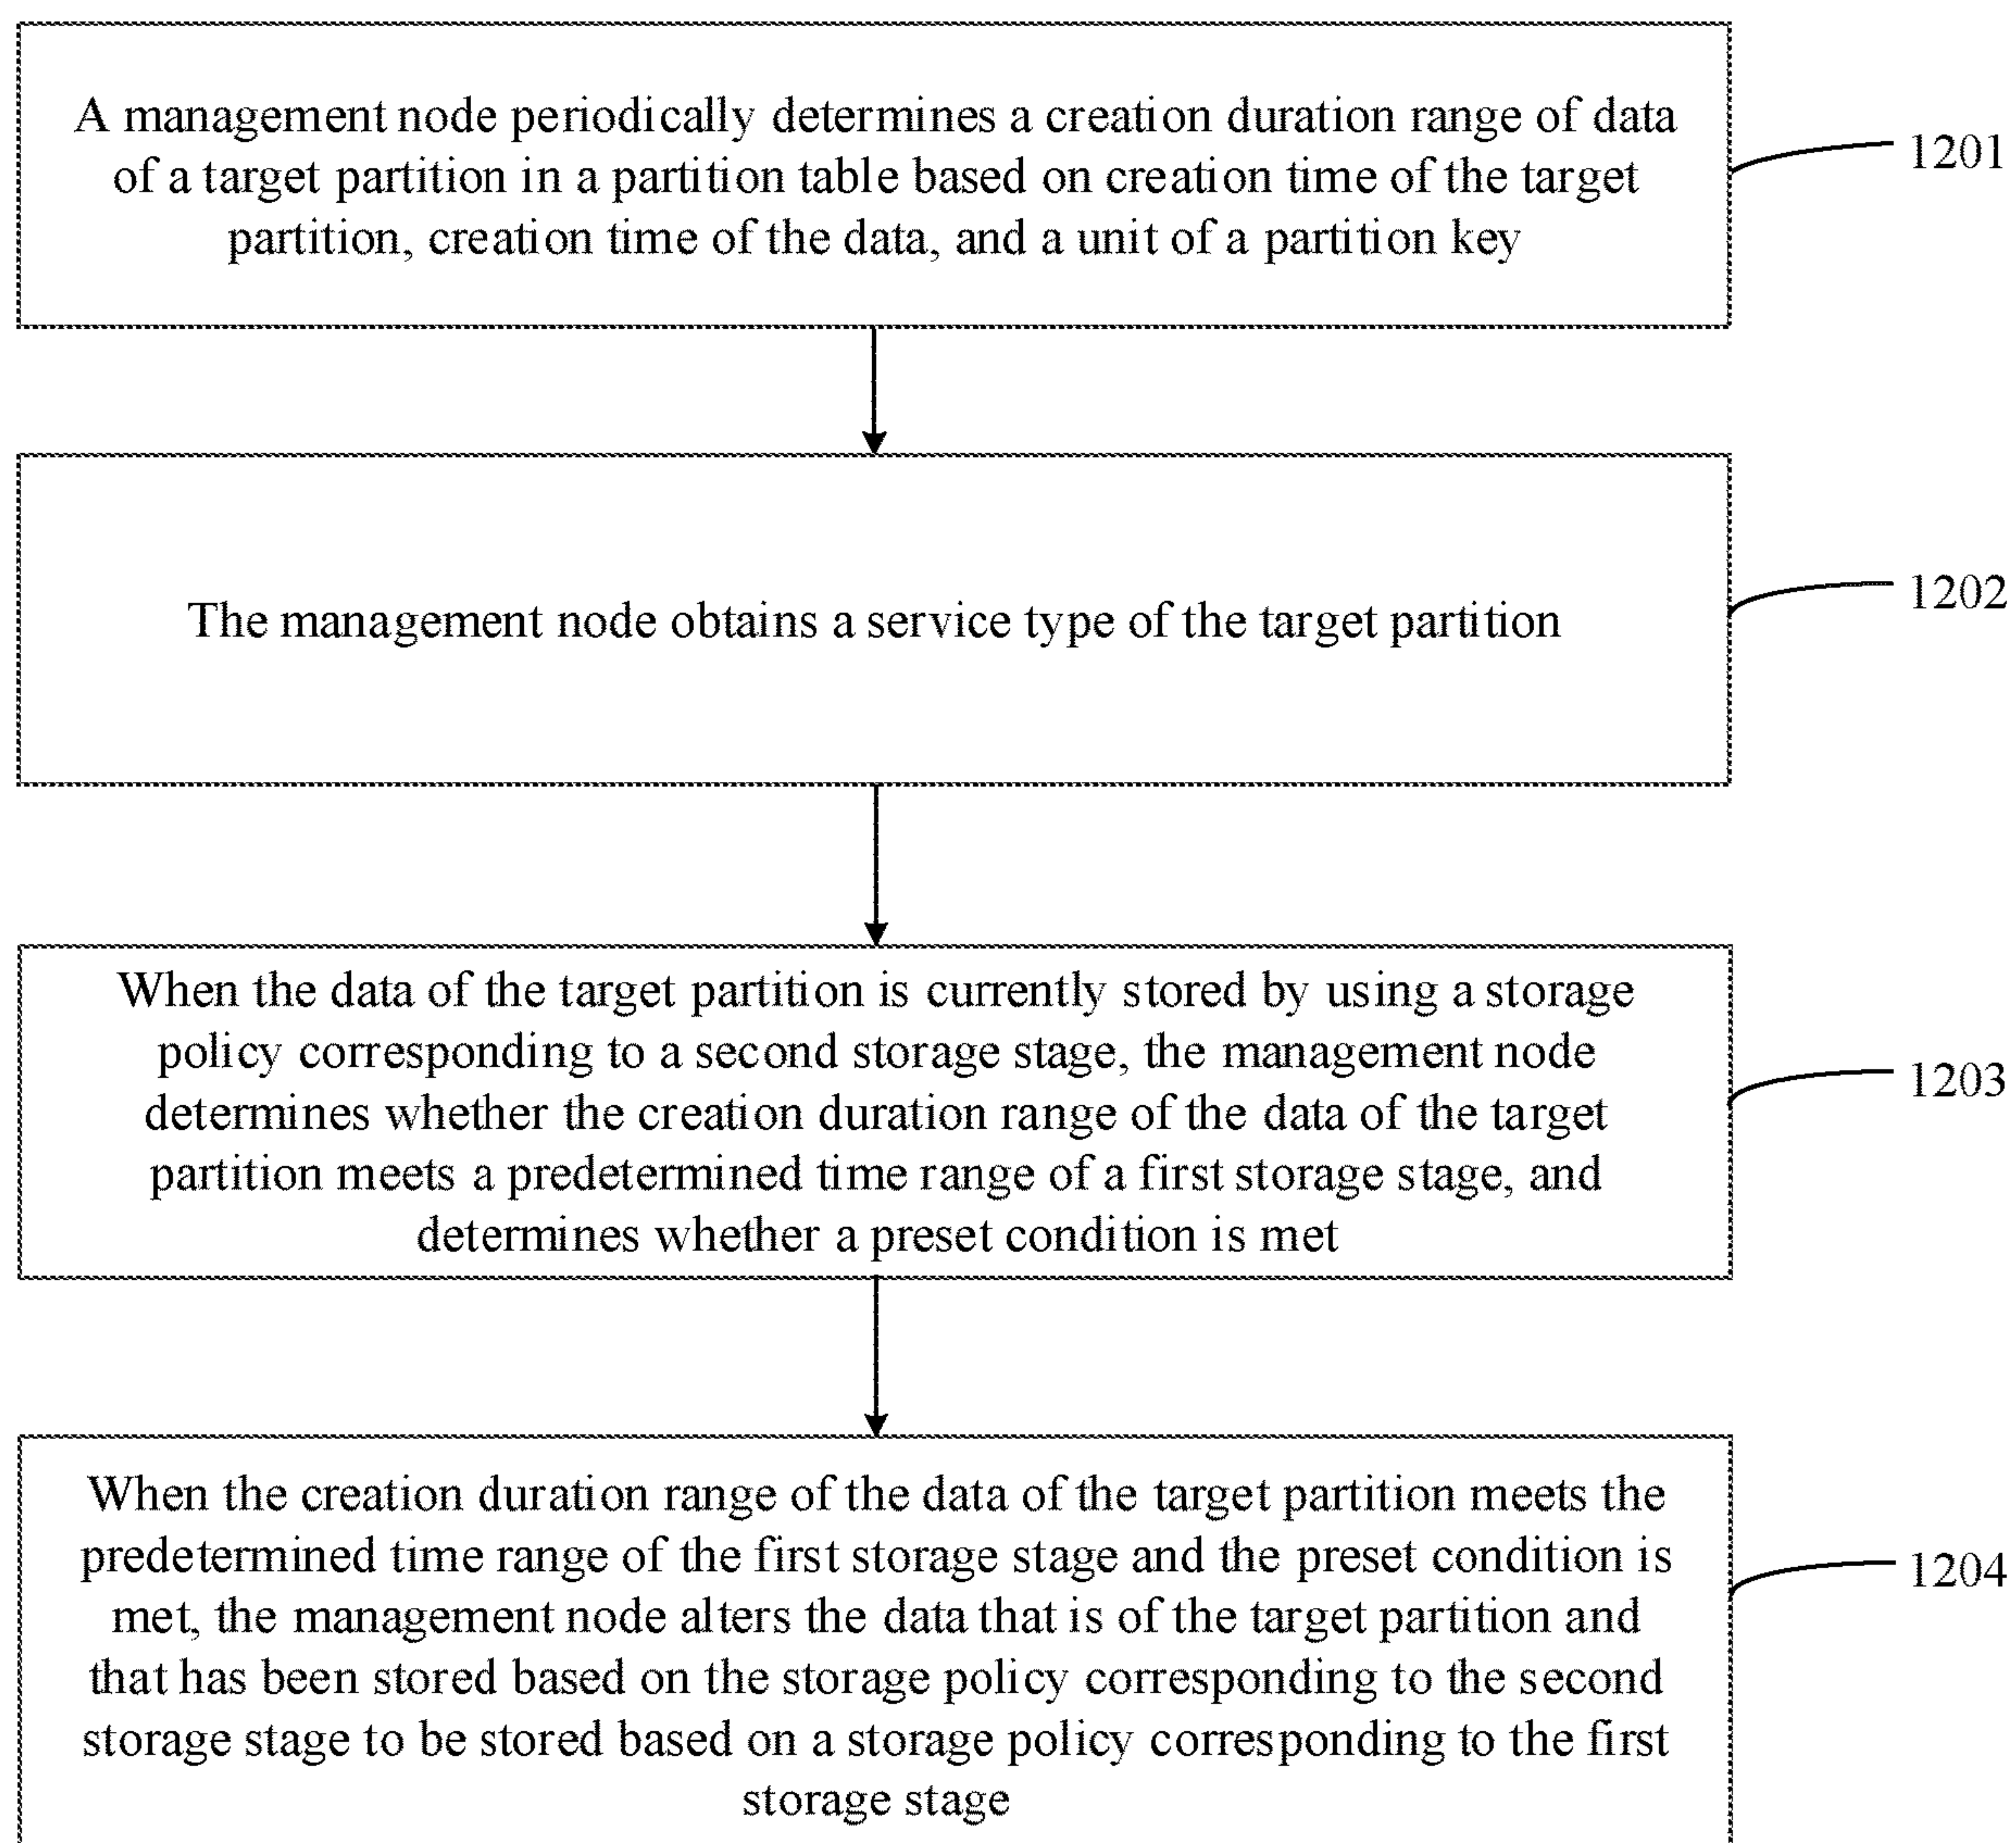 A management node periodically determines a creation duration range of data
of a target partition in a partition table based on creation time of the target
partition, creation time of the data, and a unit of a partition key
1201
The management node obtains a service type of the target partition
1202
When the data of the target partition is currently stored by using a storage
policy corresponding to a second storage stage, the management node
determines whether the creation duration range of the data of the target
partition meets a predetermined time range of a first storage stage, and
determines whether a preset condition is met
1203
When the creation duration range of the data of the target partition meets the
predetermined time range of the first storage stage and the preset condition is
met, the management node alters the data that is of the target partition and
that has been stored based on the storage policy corresponding to the second
storage stage to be stored based on a storage policy corresponding to the first
storage stage
1204